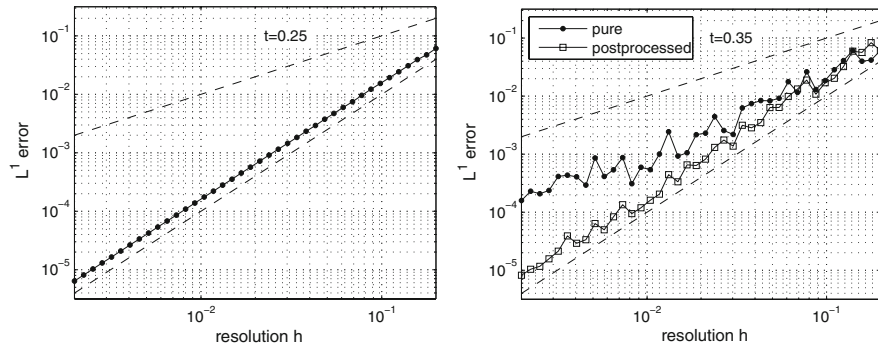 t=0.25
10⁻¹
10⁻²
10⁻³
10⁻⁴
10⁻⁵
L¹ error
10⁻²
10⁻¹
resolution h
pure
postprocessed
t=0.35
10⁻¹
10⁻²
10⁻³
10⁻⁴
10⁻⁵
L¹ error
10⁻²
10⁻¹
resolution h